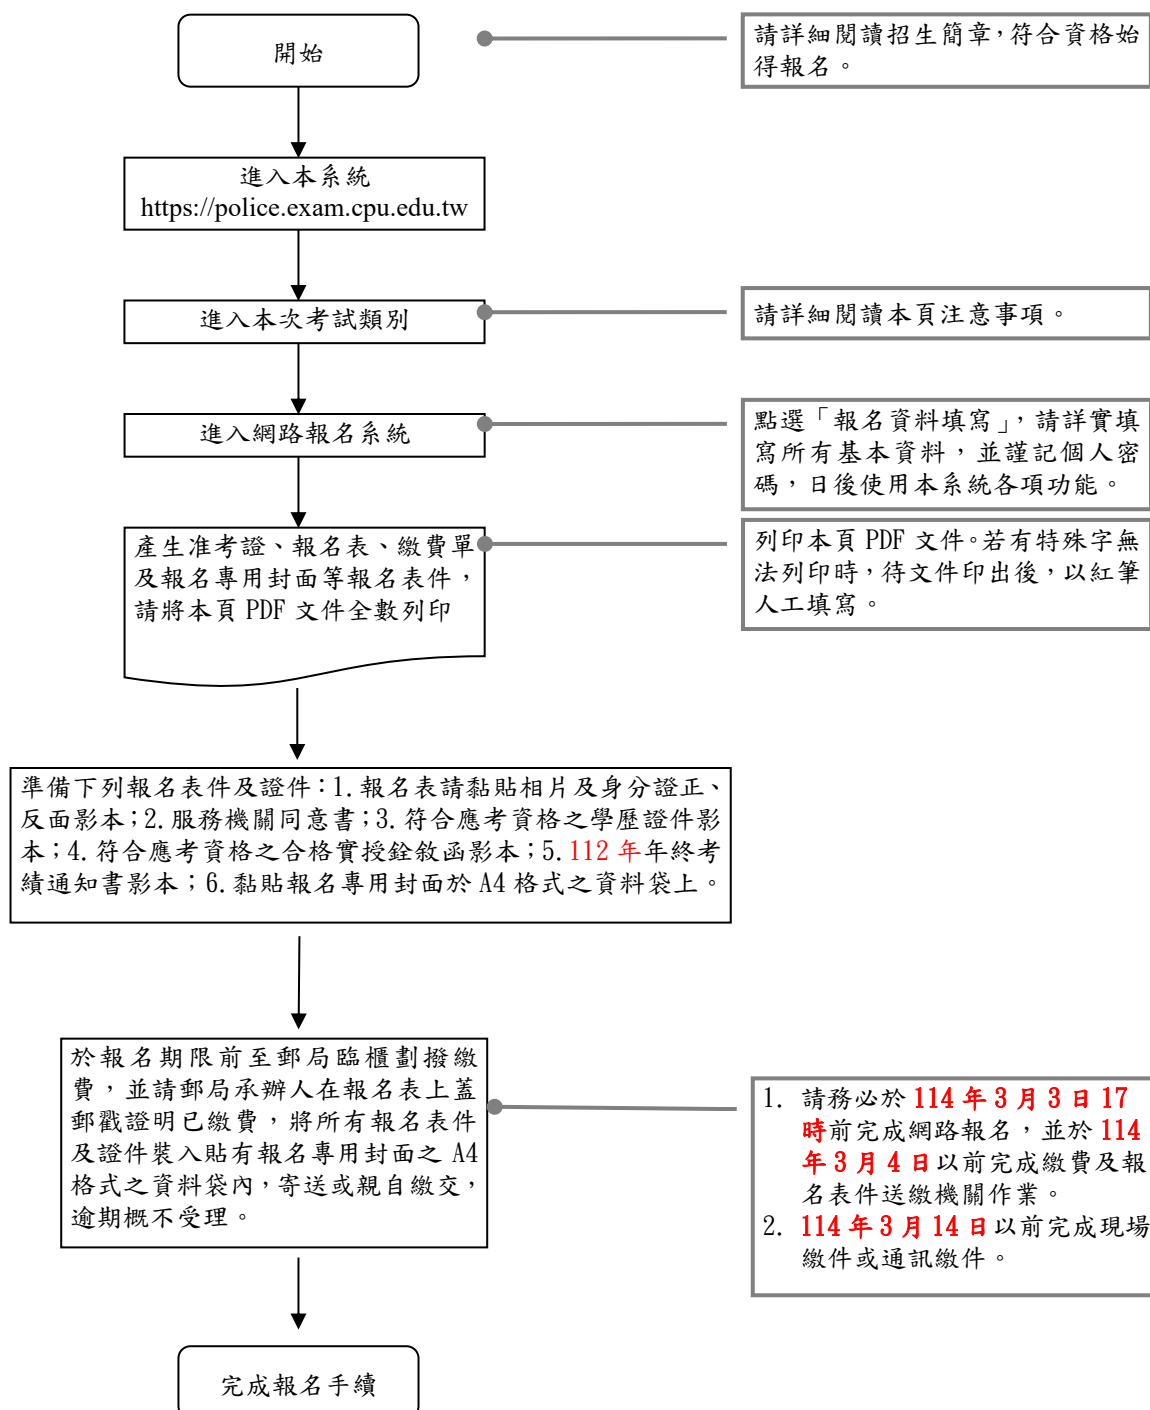 開始
請詳細閱讀招生簡章,符合資格始
得報名。
進入本系統
https://police.exam.cpu.edu.tw
進入本次考試類別
請詳細閱讀本頁注意事項。
進入網路報名系統
點選「報名資料填寫」,請詳實填
寫所有基本資料,並謹記個人密
碼,日後使用本系統各項功能。
產生准考證、報名表、繳費單
及報名專用封面等報名表件,
請將本頁 PDF 文件全數列印
列印本頁 PDF 文件。若有特殊字無
法列印時,待文件印出後,以紅筆
人工填寫。
準備下列報名表件及證件:1.報名表請黏貼相片及身分證正、
反面影本;2.服務機關同意書;3.符合應考資格之學歷證件影
本;4.符合應考資格之合格實授銓敘函影本;5.112 年年終考
績通知書影本;6.黏貼報名專用封面於 A4 格式之資料袋上。
於報名期限前至郵局臨櫃劃撥繳
費,並請郵局承辦人在報名表上蓋
郵戳證明已繳費,將所有報名表件
及證件裝入貼有報名專用封面之 A4
格式之資料袋內,寄送或親自繳交,
逾期概不受理。
1. 請務必於 114 年 3 月 3 日 17
時前完成網路報名,並於 114
年 3 月 4 日以前完成繳費及報
名表件送繳機關作業。
2. 114 年 3 月 14 日以前完成現場
繳件或通訊繳件。
完成報名手續